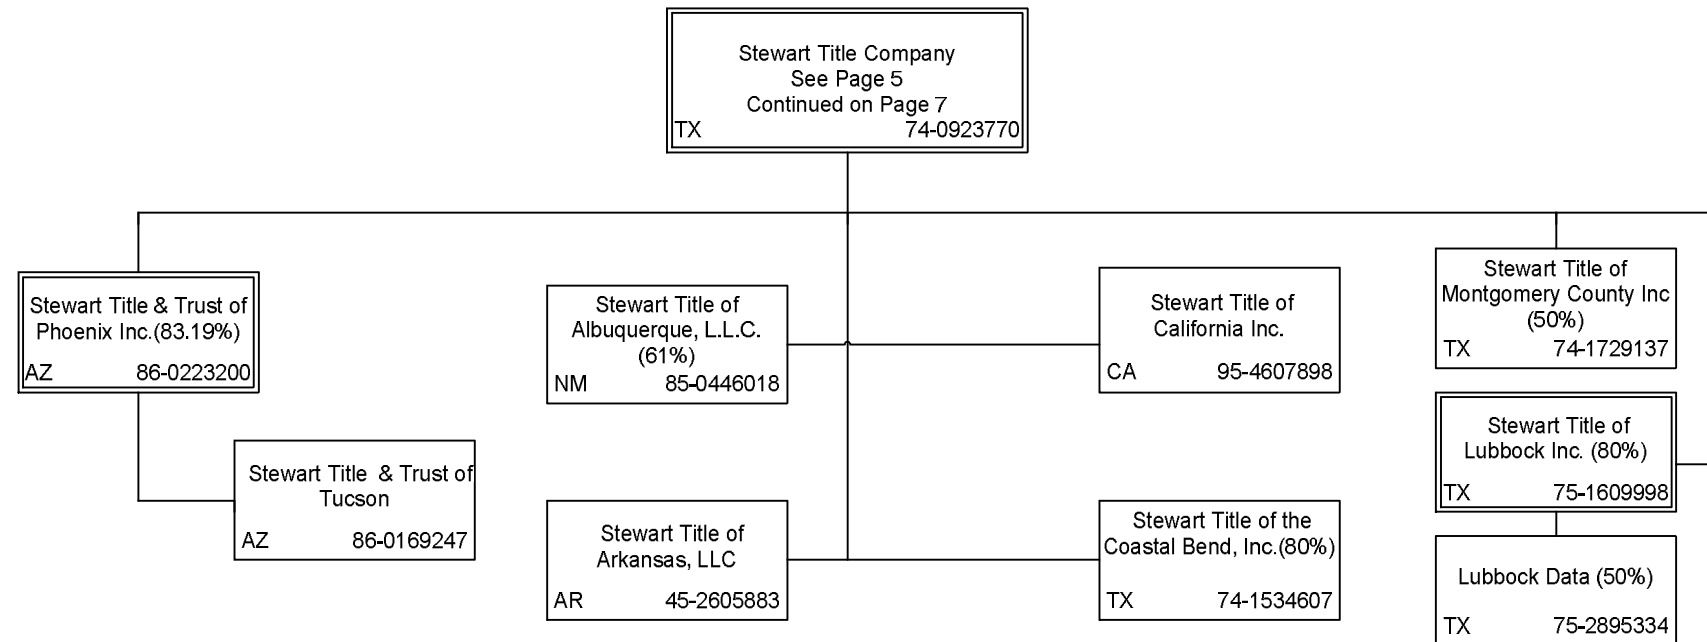 Stewart Title Company
See Page 5
Continued on Page 7
TX 74-0923770
Stewart Title & Trust of
Phoenix Inc.(83.19%)
AZ 86-0223200
Stewart Title & Trust of
Tucson
AZ 86-0169247
Stewart Title of
Albuquerque, L.L.C.
(61%)
NM 85-0446018
Stewart Title of
Arkansas, LLC
AR 45-2605883
Stewart Title of
California Inc.
CA 95-4607898
Stewart Title of the
Coastal Bend, Inc.(80%)
TX 74-1534607
Stewart Title of
Montgomery County Inc
(50%)
TX 74-1729137
Stewart Title of
Lubbock Inc. (80%)
TX 75-1609998
Lubbock Data (50%)
TX 75-2895334